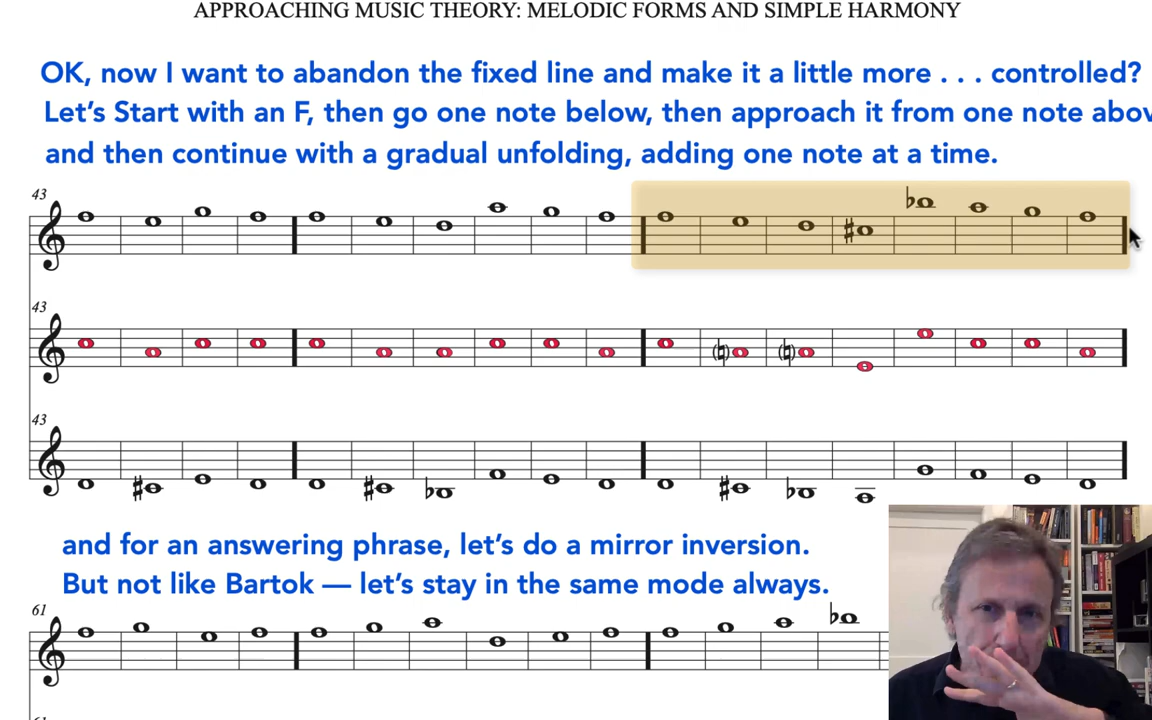 APPROACHING MUSIC THEORY: MELODIC FORMS AND SIMPLE HARMONY
OK, now I want to abandon the fixed line and make it a little more . . . controlled?
Let's Start with an F, then go one note below, then approach it from one note abov
and then continue with a gradual unfolding, adding one note at a time.
43
43
43
and for an answering phrase, let's do a mirror inversion.
But not like Bartok — let's stay in the same mode always.
61